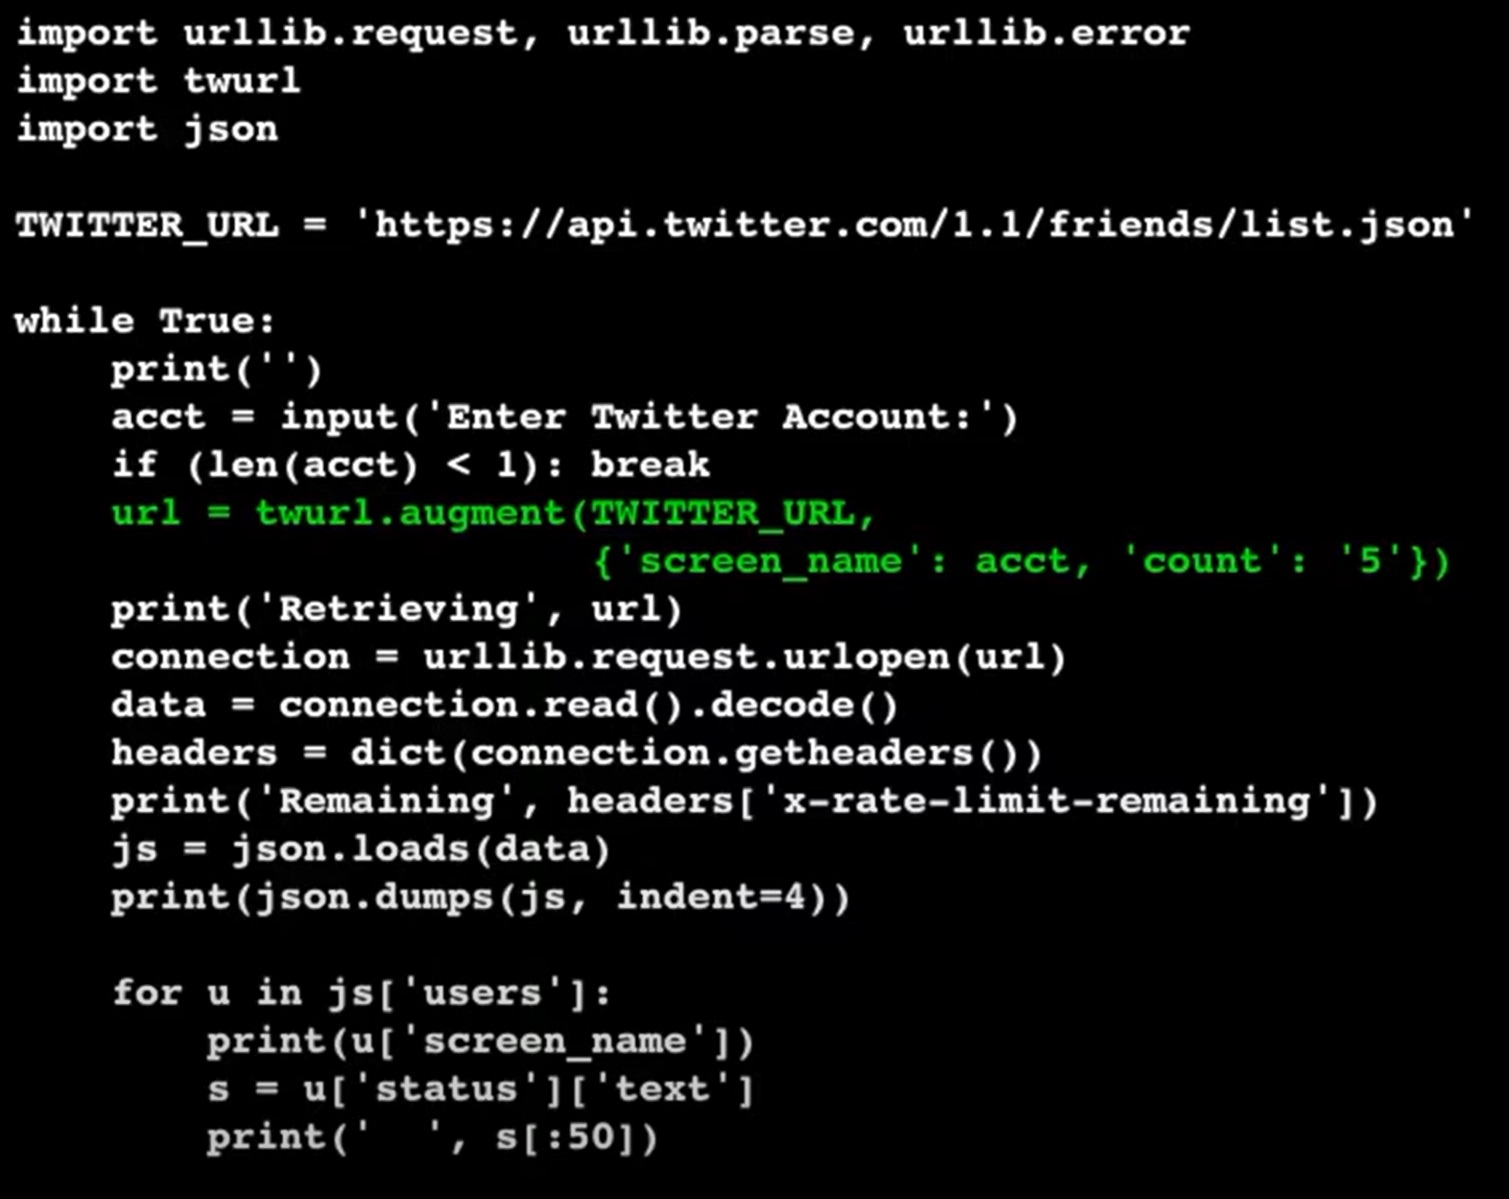 import urllib.request, urllib.parse, urllib.error
import twurl
import json
TWITTER_URL = 'https://api.twitter.com/1.1/friends/list.json'
while True:
    print('')
    acct = input('Enter Twitter Account:')
    if (len(acct) < 1): break
    url = twurl.augment(TWITTER_URL,
                        {'screen_name': acct, 'count': '5'})
    print('Retrieving', url)
    connection = urllib.request.urlopen(url)
    data = connection.read().decode()
    headers = dict(connection.getheaders())
    print('Remaining', headers['x-rate-limit-remaining'])
    js = json.loads(data)
    print(json.dumps(js, indent=4))
    for u in js['users']:
        print(u['screen_name'])
        s = u['status']['text']
        print('  ', s[:50])